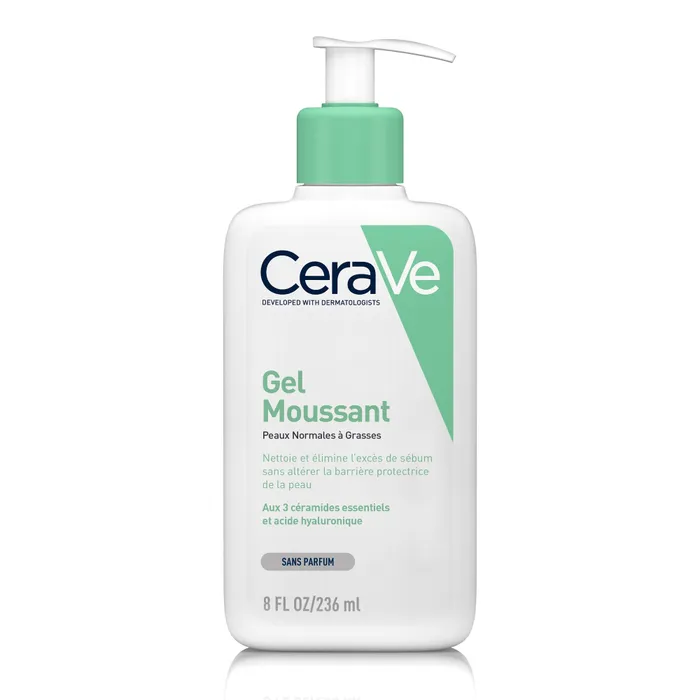 CeraVe
DEVELOPED WITH DERMATOLOGISTS
Gel
Moussant
Peaux Normales à Grasses
Nettoie et élimine l'excès de sébum
sans altérer la barrière protectrice
de la peau
Aux 3 céramides essentiels
et acide hyaluronique
SANS PARFUM
8 FL OZ/236 ml